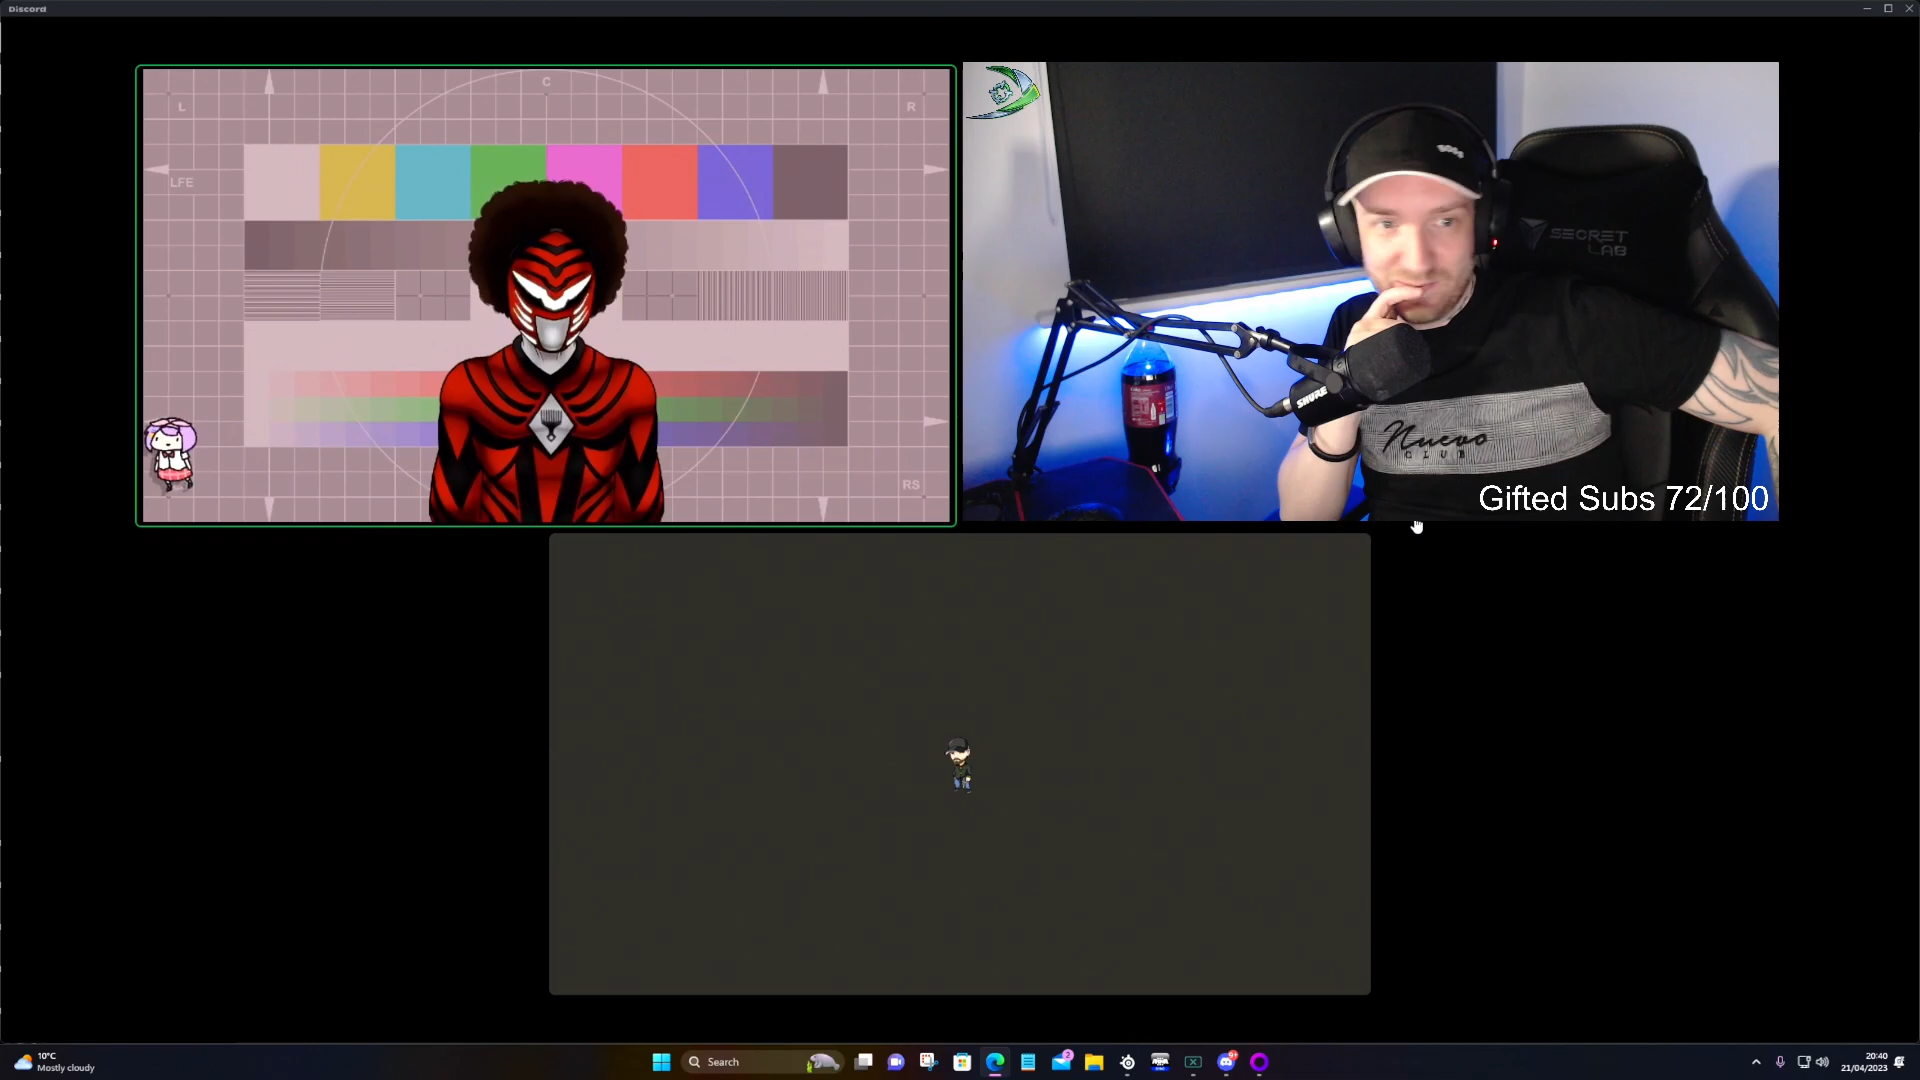 Discord
C
L
R
LFE
RS
SECRET
LAB
SHURE
Nuevo
CLUB
Gifted Subs 72/100
10°C
Mostly cloudy
Search
2
20:40
21/04/2023